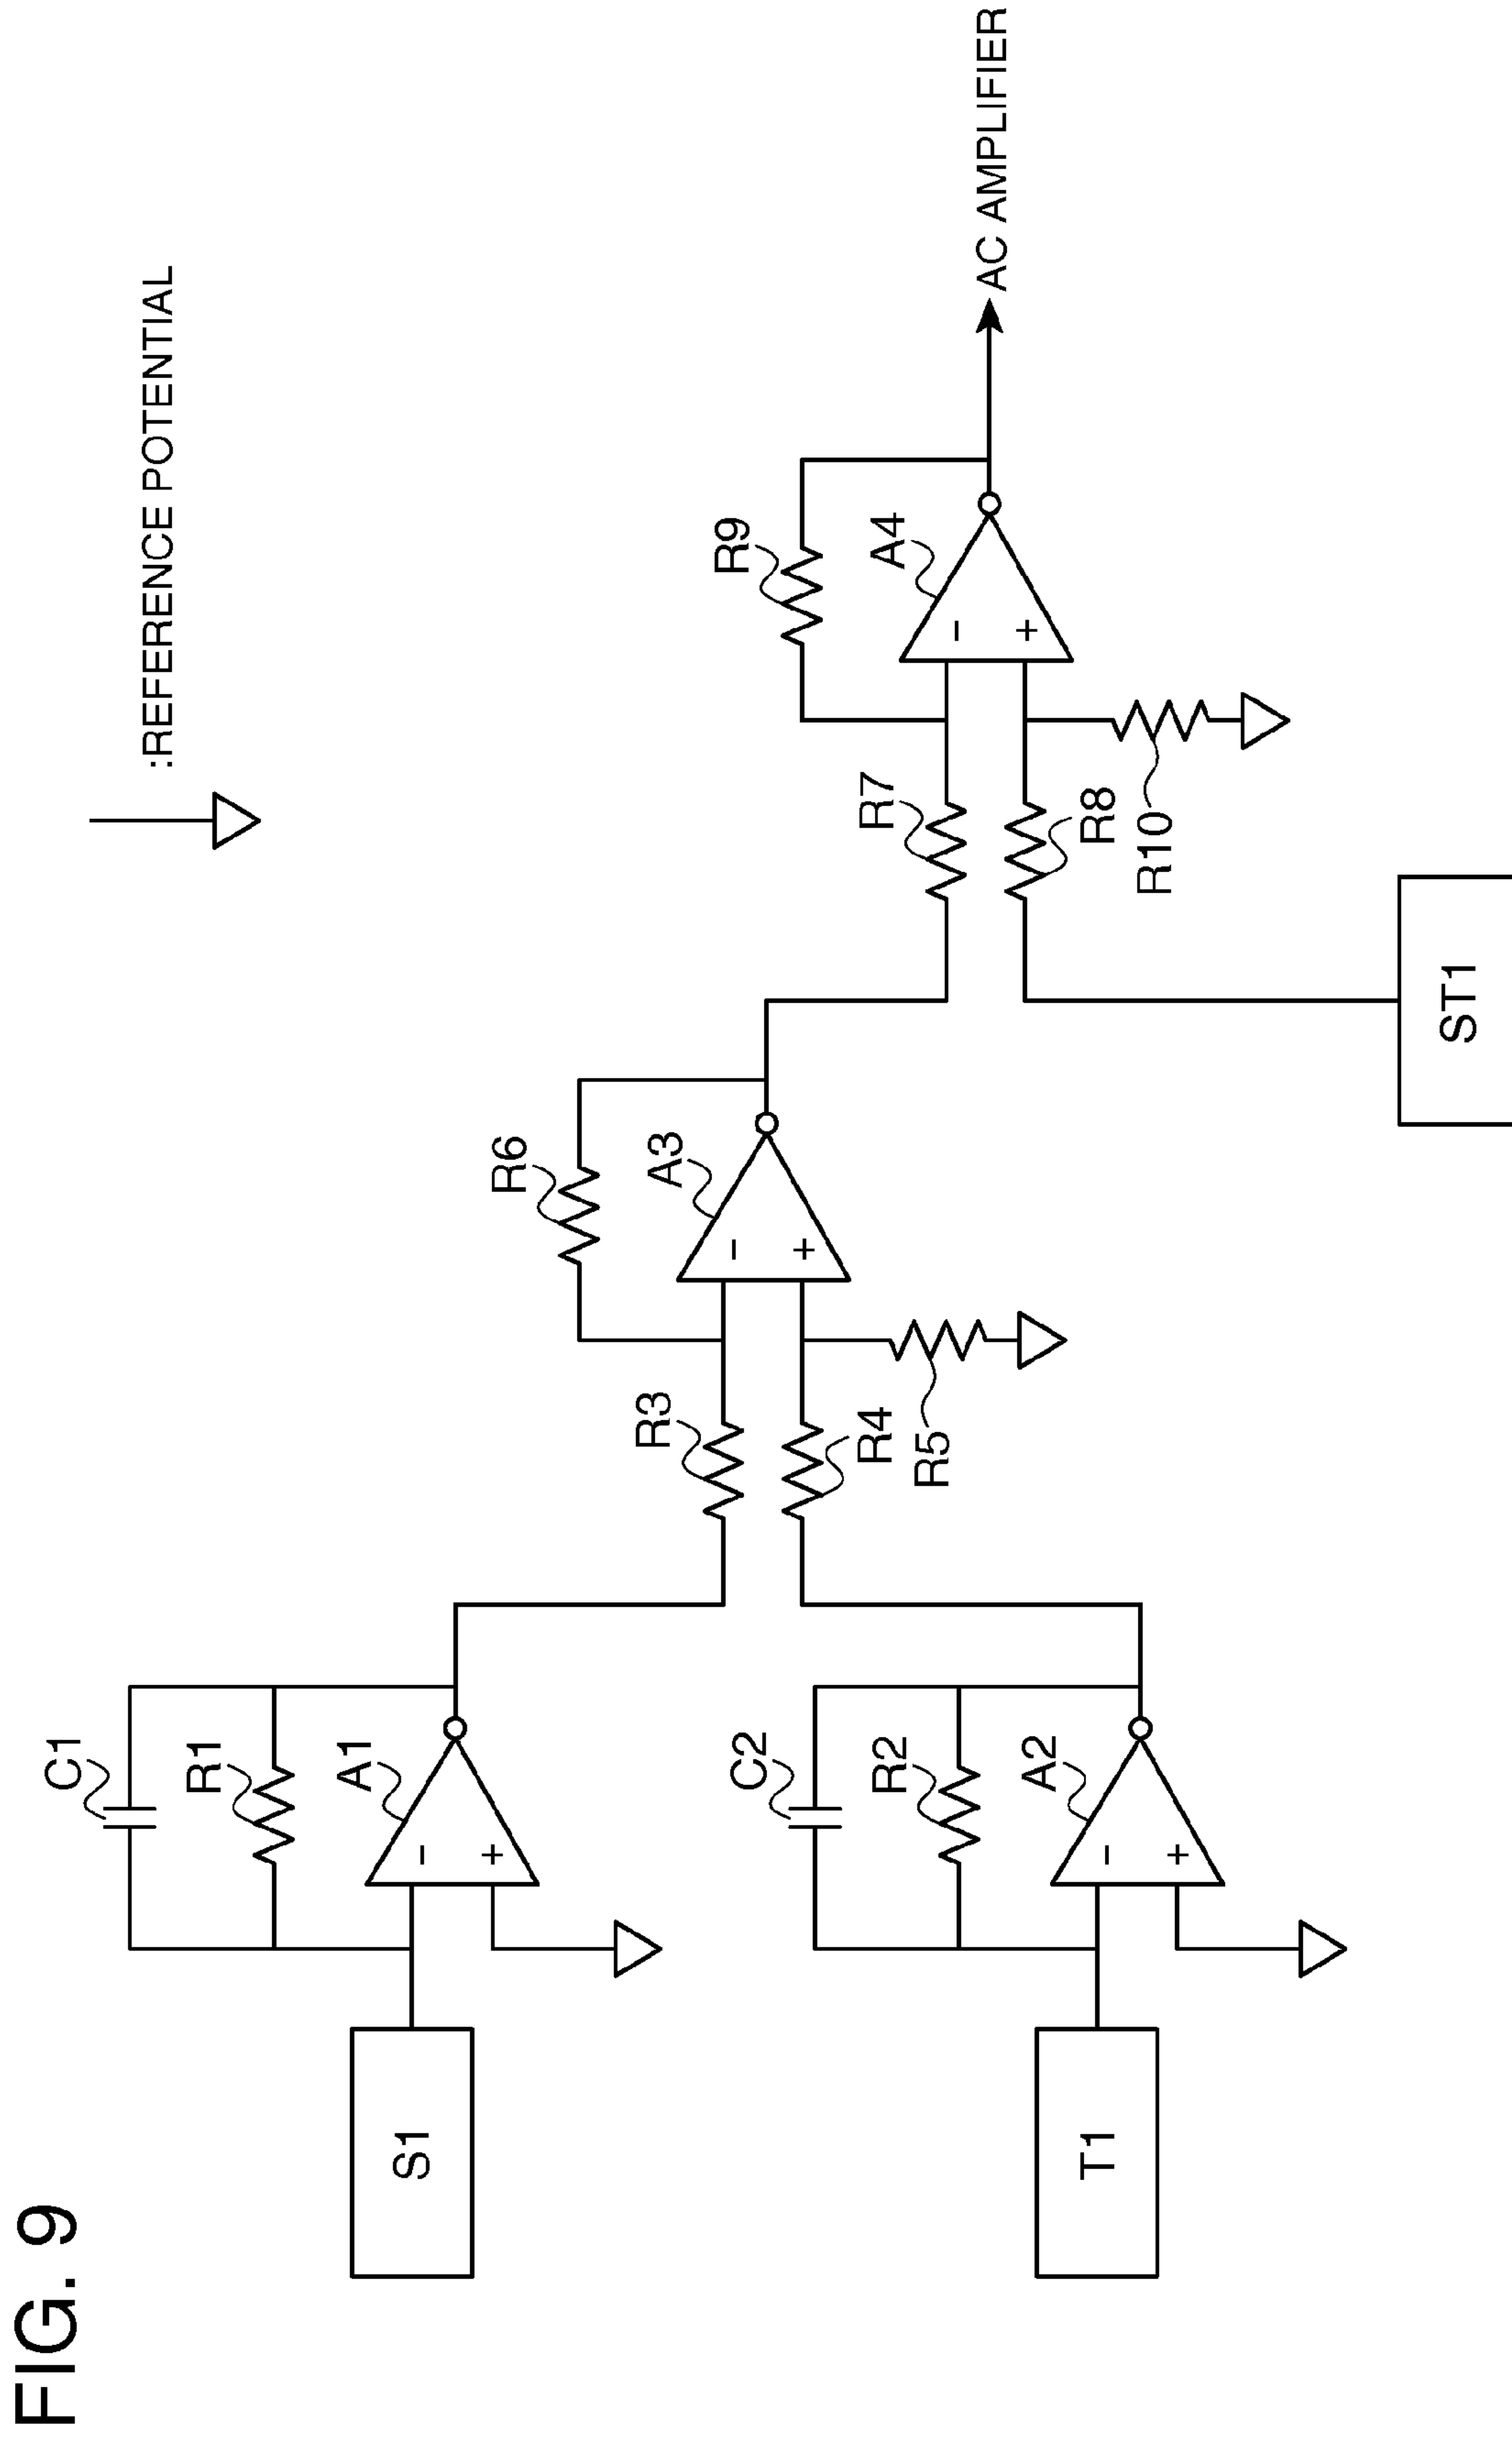 FIG. 9
:REFERENCE POTENTIAL
C1
R1
A1
-
+
S1
C2
R2
A2
-
+
T1
R3
R4
R5
R6
A3
-
+
R7
R8
R10
R9
A4
-
+
ST1
AC AMPLIFIER